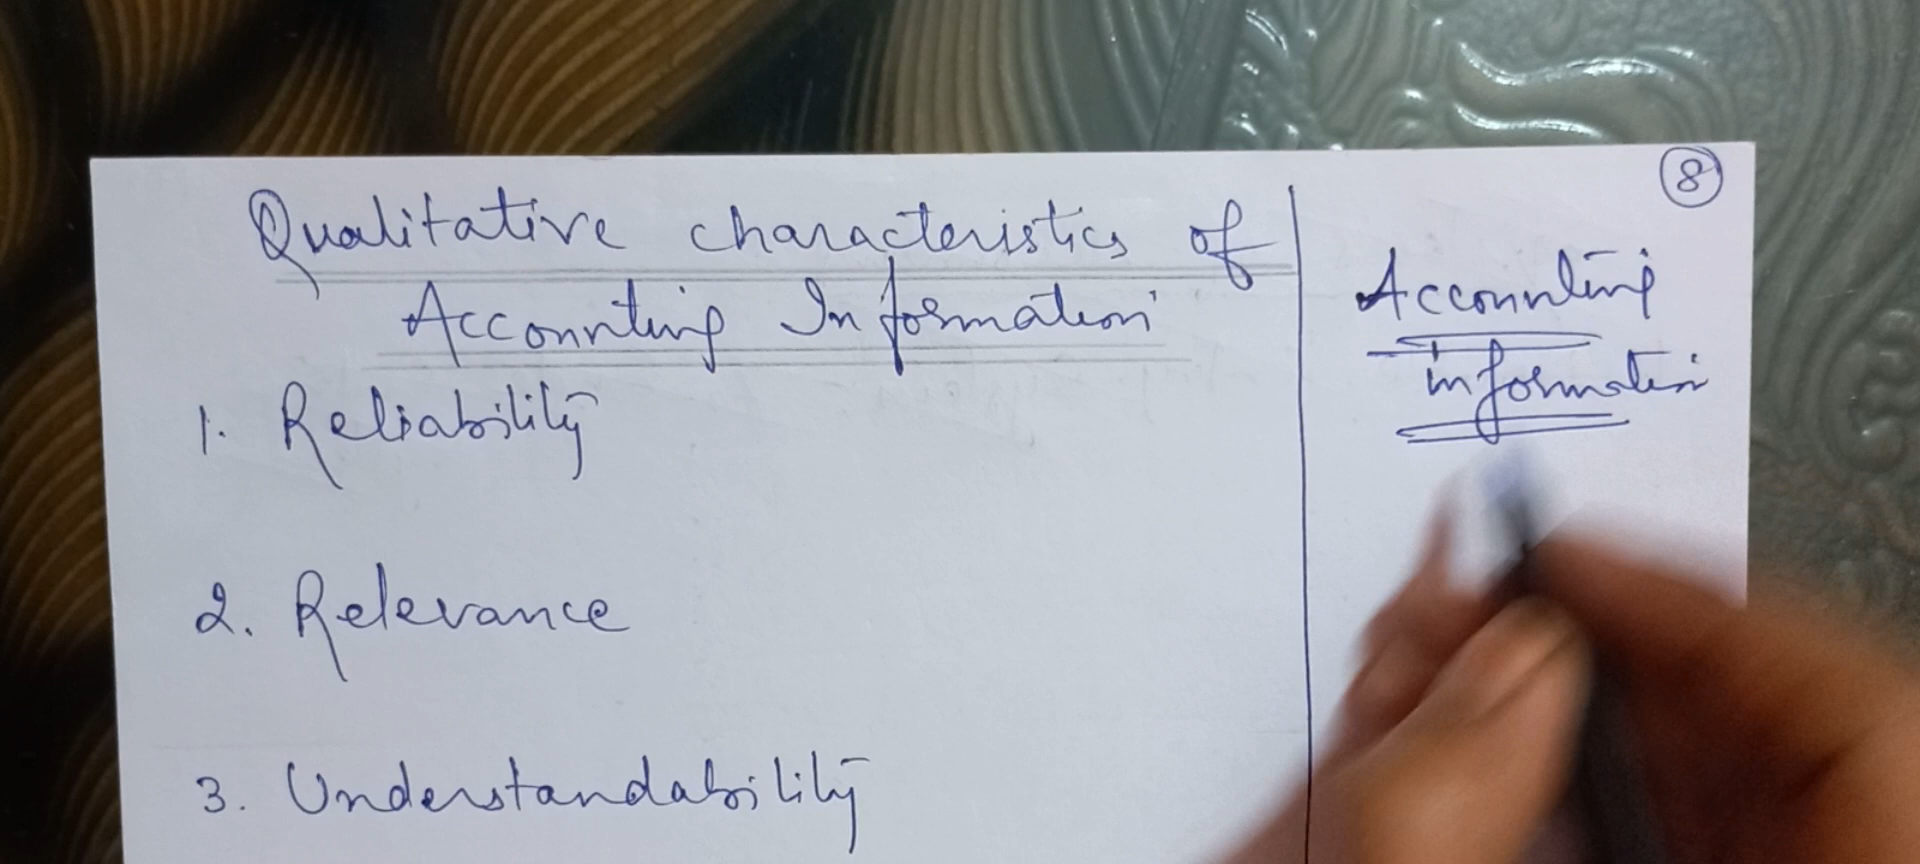 Qualitative characteristics of
Accounting Information
1. Reliability
2. Relevance
3. Understandability
8
Accounting
information